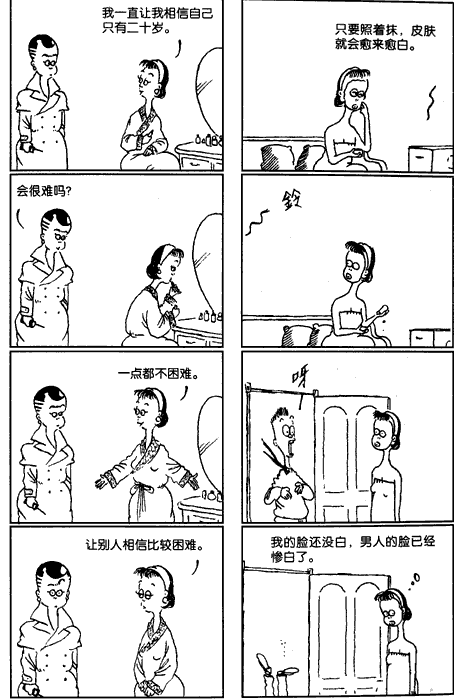 我一直让我相信自己
只有二十岁。
会很难吗?
一点都不困难。
让别人相信比较困难。
只要照着抹，皮肤
就会愈来愈白。
鈴
呀
我的脸还没白，男人的脸已经
惨白了。